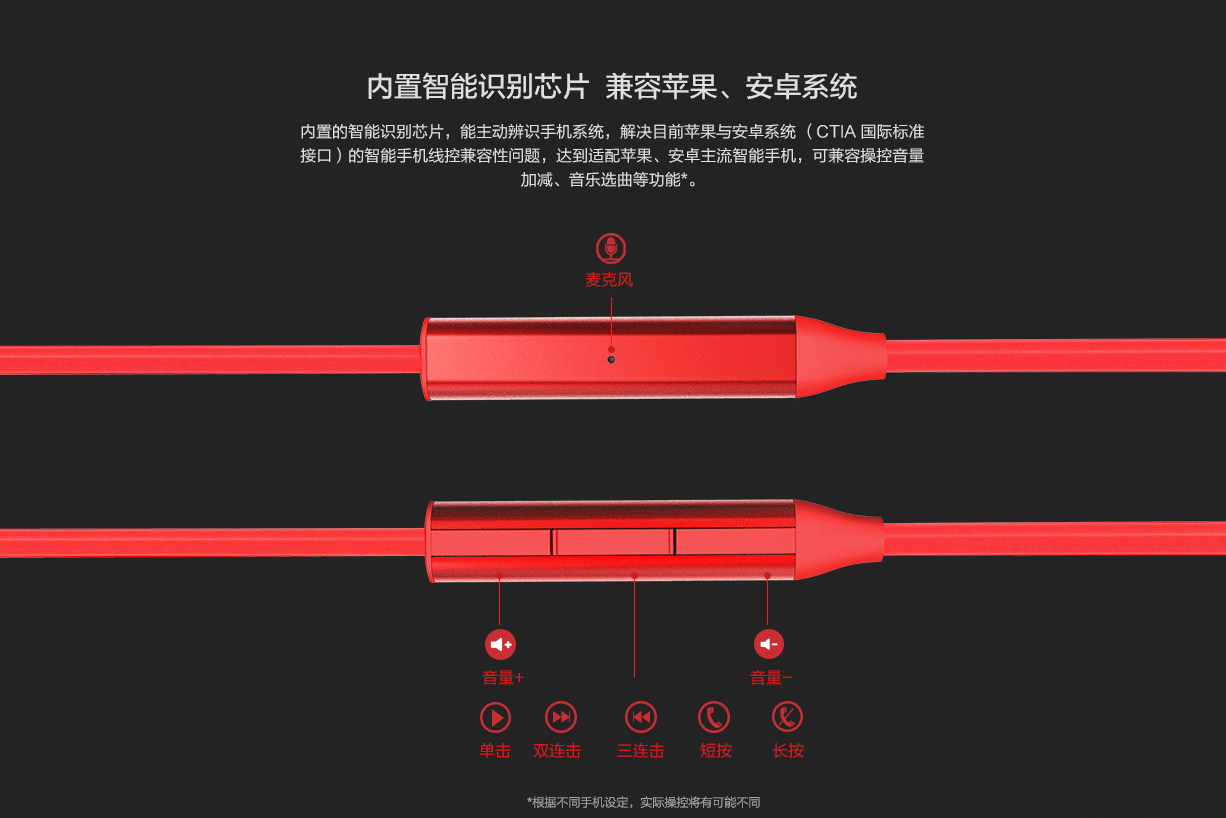 内置智能识别芯片 兼容苹果、安卓系统
内置的智能识别芯片，能主动辨识手机系统，解决目前苹果与安卓系统（CTIA 国际标准
接口）的智能手机线控兼容性问题，达到适配苹果、安卓主流智能手机，可兼容操控音量
加减、音乐选曲等功能*。
麦克风
音量+
音量−
单击
双连击
三连击
短按
长按
*根据不同手机设定，实际操控将有可能不同